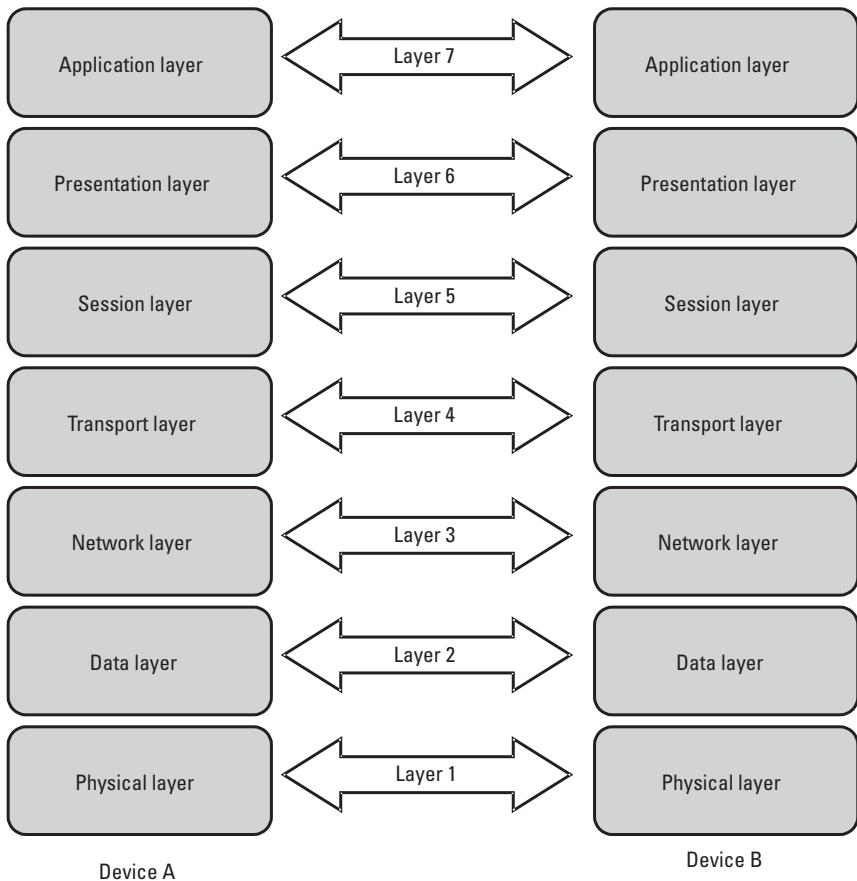 Application layer
Layer 7
Application layer
Presentation layer
Layer 6
Presentation layer
Session layer
Layer 5
Session layer
Transport layer
Layer 4
Transport layer
Network layer
Layer 3
Network layer
Data layer
Layer 2
Data layer
Physical layer
Layer 1
Physical layer
Device A
Device B